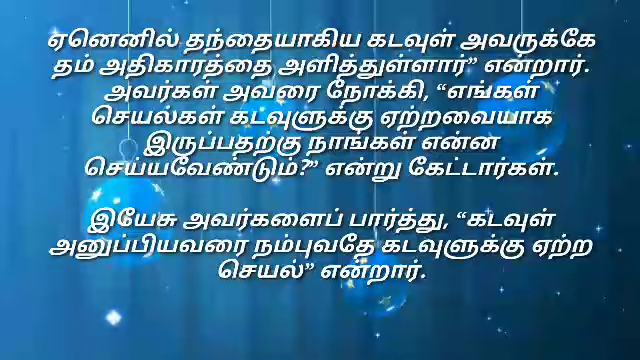 ஏனெனில் தந்தையாகிய கடவுள் அவருக்கே
தம் அதிகாரத்தை அளித்துள்ளார்” என்றார்.
அவர்கள் அவரை நோக்கி, “எங்கள்
செயல்கள் கடவுளுக்கு ஏற்றவையாக
இருப்பதற்கு நாங்கள் என்ன
செய்யவேண்டும்?” என்று கேட்டார்கள்.
இயேசு அவர்களைப் பார்த்து, “கடவுள்
அனுப்பியவரை நம்புவதே கடவுளுக்கு ஏற்ற
செயல்” என்றார்.